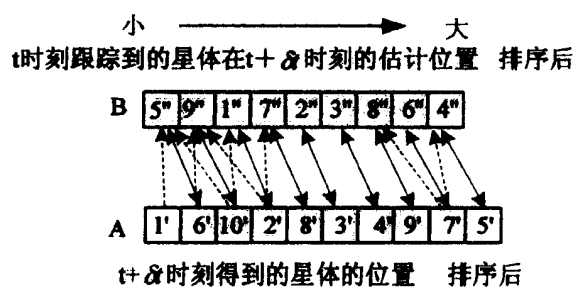 小 大
t时刻跟踪到的星体在t+δt时刻的估计位置 排序后
B 5" 9" 1" 7" 2" 3" 8" 6" 4"
A 1' 6' 10' 2' 8' 3' 4' 9' 7' 5'
t+δt时刻得到的星体的位置 排序后